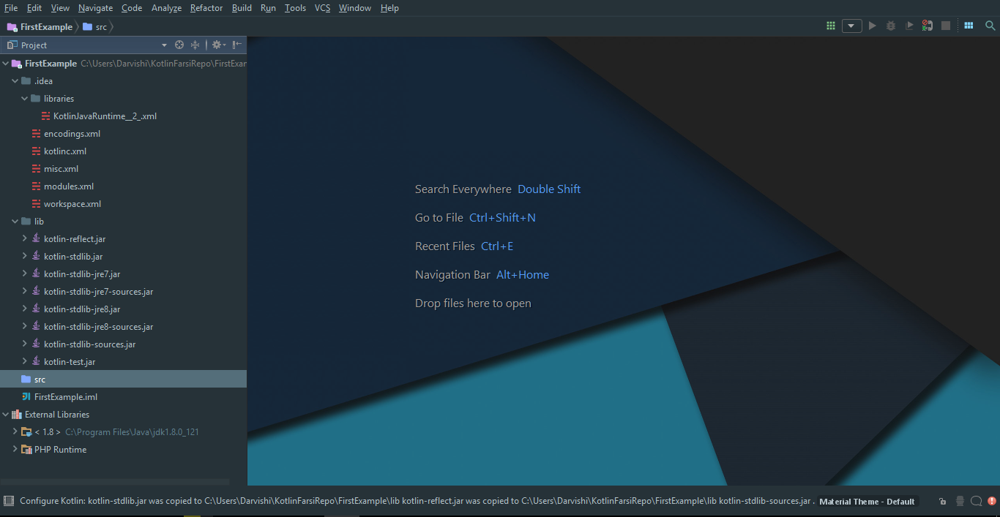 File Edit View Navigate Code Analyze Refactor Build Run Tools VCS Window Help
FirstExample src
Project
FirstExample C:\Users\Darvishi\KotlinFarsiRepo\FirstExar
.idea
libraries
KotlinJavaRuntime__2_.xml
encodings.xml
kotlinc.xml
misc.xml
modules.xml
workspace.xml
lib
kotlin-reflect.jar
kotlin-stdlib.jar
kotlin-stdlib-jre7.jar
kotlin-stdlib-jre7-sources.jar
kotlin-stdlib-jre8.jar
kotlin-stdlib-jre8-sources.jar
kotlin-stdlib-sources.jar
kotlin-test.jar
src
FirstExample.iml
External Libraries
< 1.8 > C:\Program Files\Java\jdk1.8.0_121
PHP Runtime
Search Everywhere Double Shift
Go to File Ctrl+Shift+N
Recent Files Ctrl+E
Navigation Bar Alt+Home
Drop files here to open
Configure Kotlin: kotlin-stdlib.jar was copied to C:\Users\Darvishi\KotlinFarsiRepo\FirstExample\lib kotlin-reflect.jar was copied to C:\Users\Darvishi\KotlinFarsiRepo\FirstExample\lib kotlin-stdlib-sources.jar . Material Theme - Default